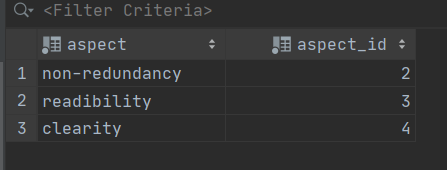 <Filter Criteria>
aspect aspect_id
1 non-redundancy 2
2 readibility 3
3 clearity 4